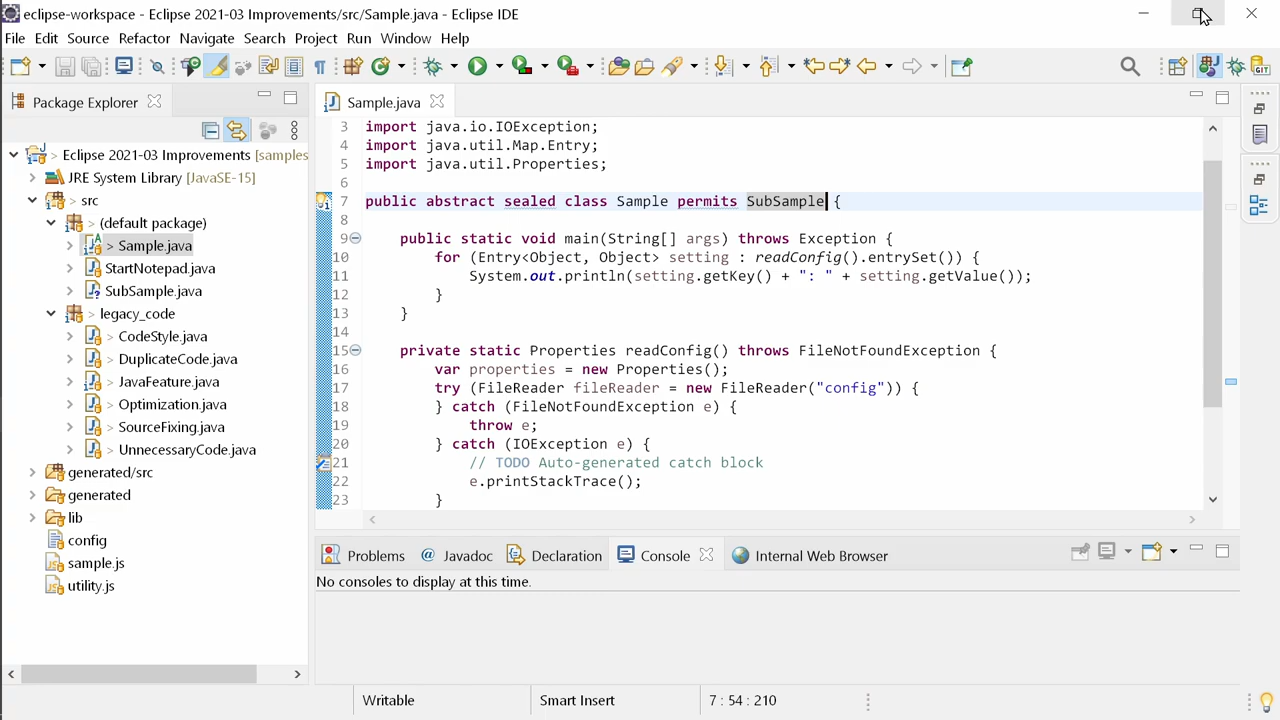 eclipse-workspace - Eclipse 2021-03 Improvements/src/Sample.java - Eclipse IDE
File Edit Source Refactor Navigate Search Project Run Window Help
Package Explorer
Eclipse 2021-03 Improvements [samples
JRE System Library [JavaSE-15]
> src
> (default package)
> Sample.java
> StartNotepad.java
> SubSample.java
> legacy_code
> CodeStyle.java
> DuplicateCode.java
> JavaFeature.java
> Optimization.java
> SourceFixing.java
> UnnecessaryCode.java
> generated/src
> generated
> lib
config
sample.js
utility.js
Sample.java
3 import java.io.IOException;
4 import java.util.Map.Entry;
5 import java.util.Properties;
6
7 public abstract sealed class Sample permits SubSample {
8
9 public static void main(String[] args) throws Exception {
10 for (Entry<Object, Object> setting : readConfig().entrySet()) {
11 System.out.println(setting.getKey() + ": " + setting.getValue());
12 }
13 }
14
15 private static Properties readConfig() throws FileNotFoundException {
16 var properties = new Properties();
17 try (FileReader fileReader = new FileReader("config")) {
18 } catch (FileNotFoundException e) {
19 throw e;
20 } catch (IOException e) {
21 // TODO Auto-generated catch block
22 e.printStackTrace();
23 }
Problems @ Javadoc Declaration Console Internal Web Browser
No consoles to display at this time.
Writable Smart Insert 7 : 54 : 210